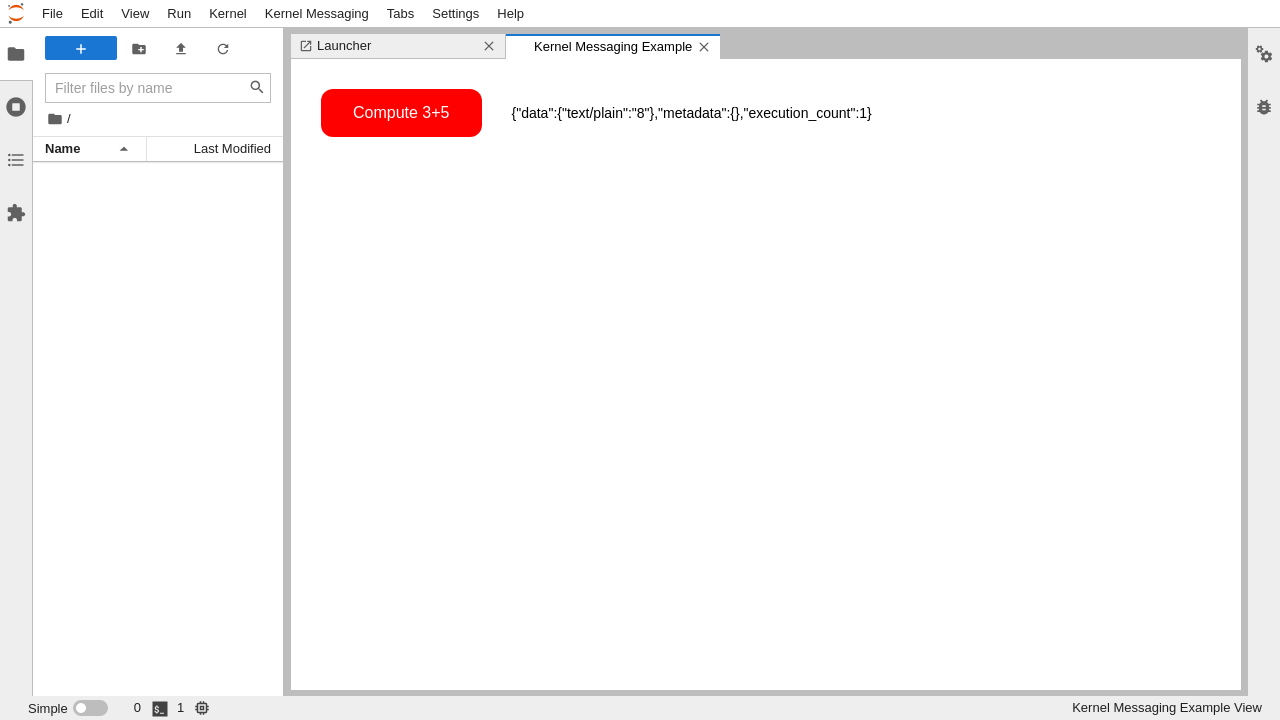 File Edit View Run Kernel Kernel Messaging Tabs Settings Help
Launcher
Kernel Messaging Example
Filter files by name
/
Name
Last Modified
Compute 3+5
{"data":{"text/plain":"8"},"metadata":{},"execution_count":1}
Simple 0 $_ 1
Kernel Messaging Example View